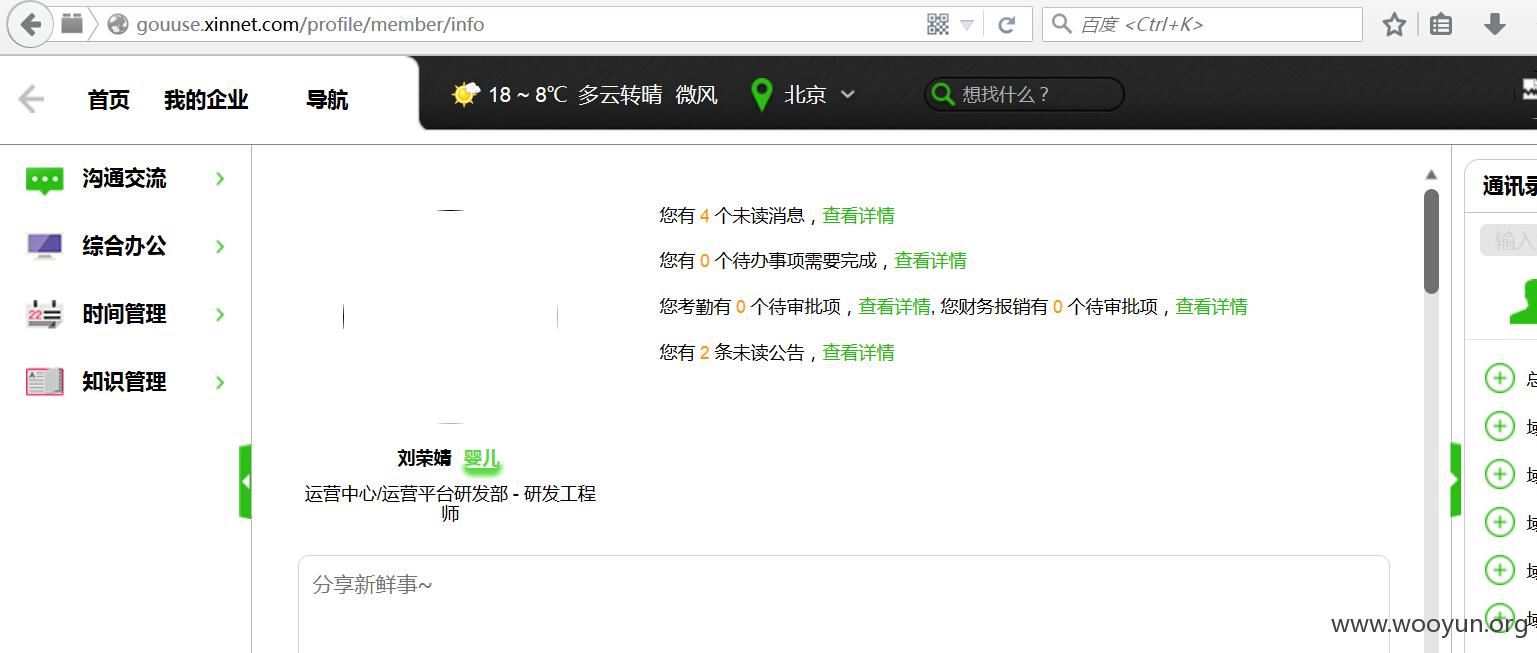 gouuse.xinnet.com/profile/member/info
百度 <Ctrl+K>
首页 我的企业 导航
18 ~ 8℃ 多云转晴 微风 北京
想找什么？
沟通交流
综合办公
时间管理
22
知识管理
您有 4 个未读消息，查看详情
您有 0 个待办事项需要完成，查看详情
您考勤有 0 个待审批项，查看详情, 您财务报销有 0 个待审批项，查看详情
您有 2 条未读公告，查看详情
刘荣婧 婴儿
运营中心/运营平台研发部 - 研发工程
师
分享新鲜事~
通讯录
输入
总
域
域
域
域
域
www.wooyun.org